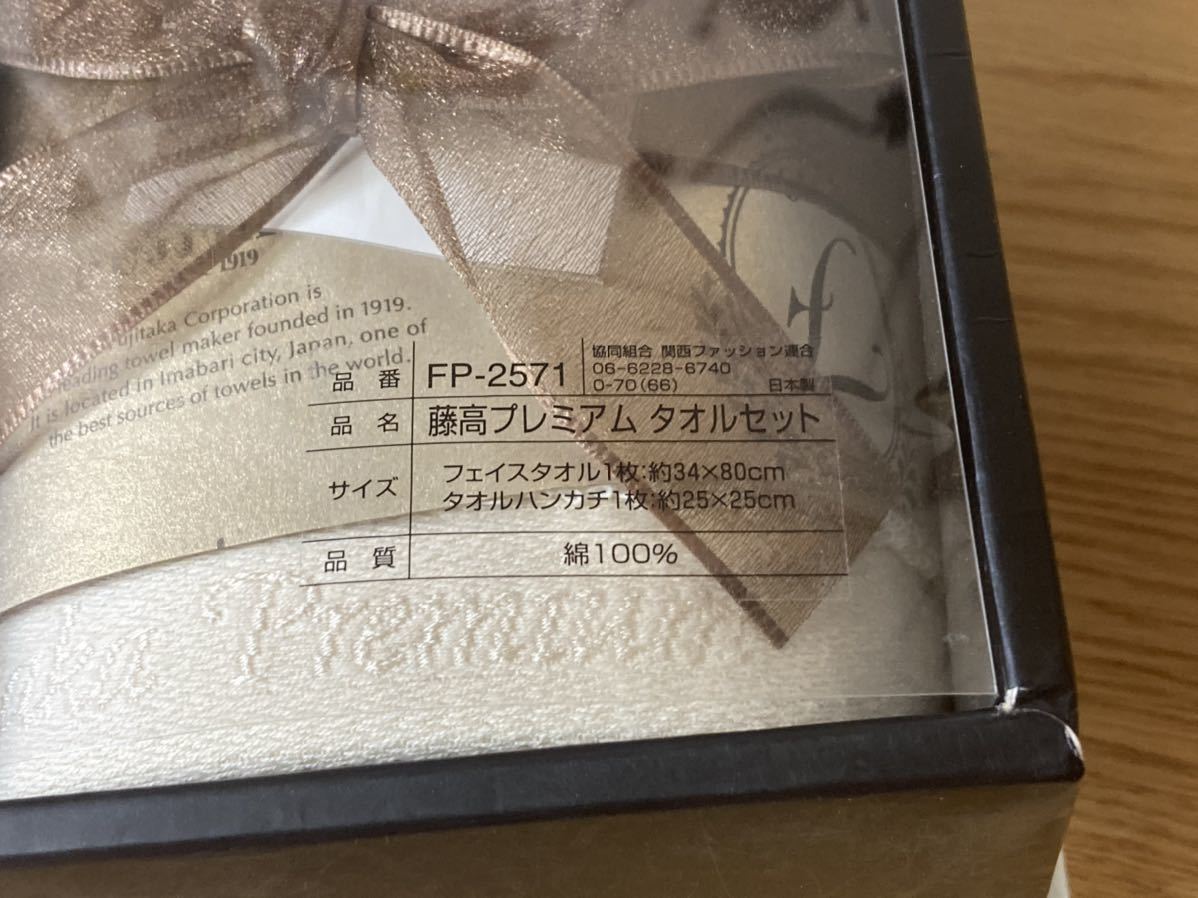 1919
ujitaka Corporation is
leading towel maker founded in 1919.
It is located in Imabari city, Japan, one of
the best sources of towels in the world.
品番 FP-2571
協同組合 関西ファッション連合
06-6228-6740
0-70(66) 日本製
品名 藤高プレミアム タオルセット
サイズ フェイスタオル1枚:約34×80cm
タオルハンカチ1枚:約25×25cm
品質 綿100%
f